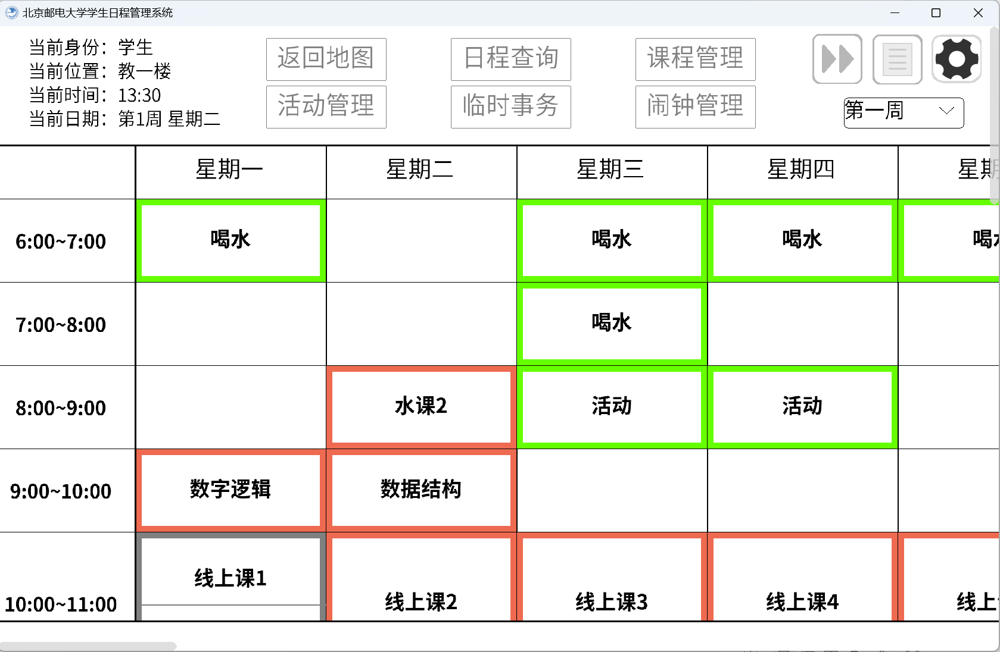 北京邮电大学学生日程管理系统
当前身份：学生
当前位置：教一楼
当前时间：13:30
当前日期：第1周 星期二
返回地图 日程查询 课程管理
活动管理 临时事务 闹钟管理
第一周
星期一 星期二 星期三 星期四 星期
6:00~7:00 喝水 喝水 喝水 喝水
7:00~8:00 喝水
8:00~9:00 水课2 活动 活动
9:00~10:00 数字逻辑 数据结构
线上课1
10:00~11:00 线上课2 线上课3 线上课4 线上